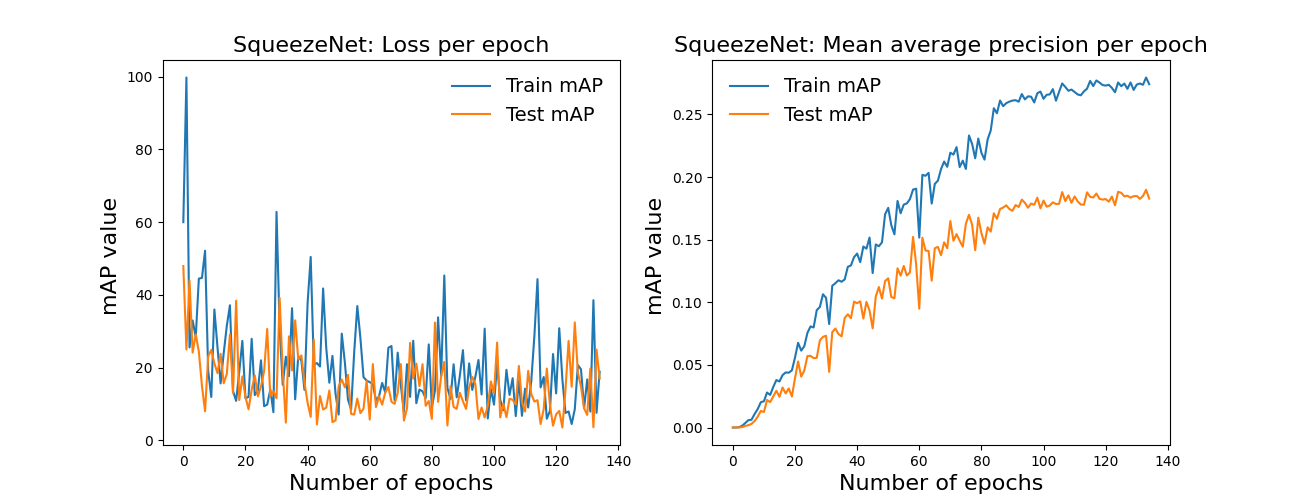 SqueezeNet: Loss per epoch
Train mAP
Test mAP
mAP value
100
80
60
40
20
0
0 20 40 60 80 100 120 140
Number of epochs
SqueezeNet: Mean average precision per epoch
Train mAP
Test mAP
mAP value
0.25
0.20
0.15
0.10
0.05
0.00
0 20 40 60 80 100 120 140
Number of epochs